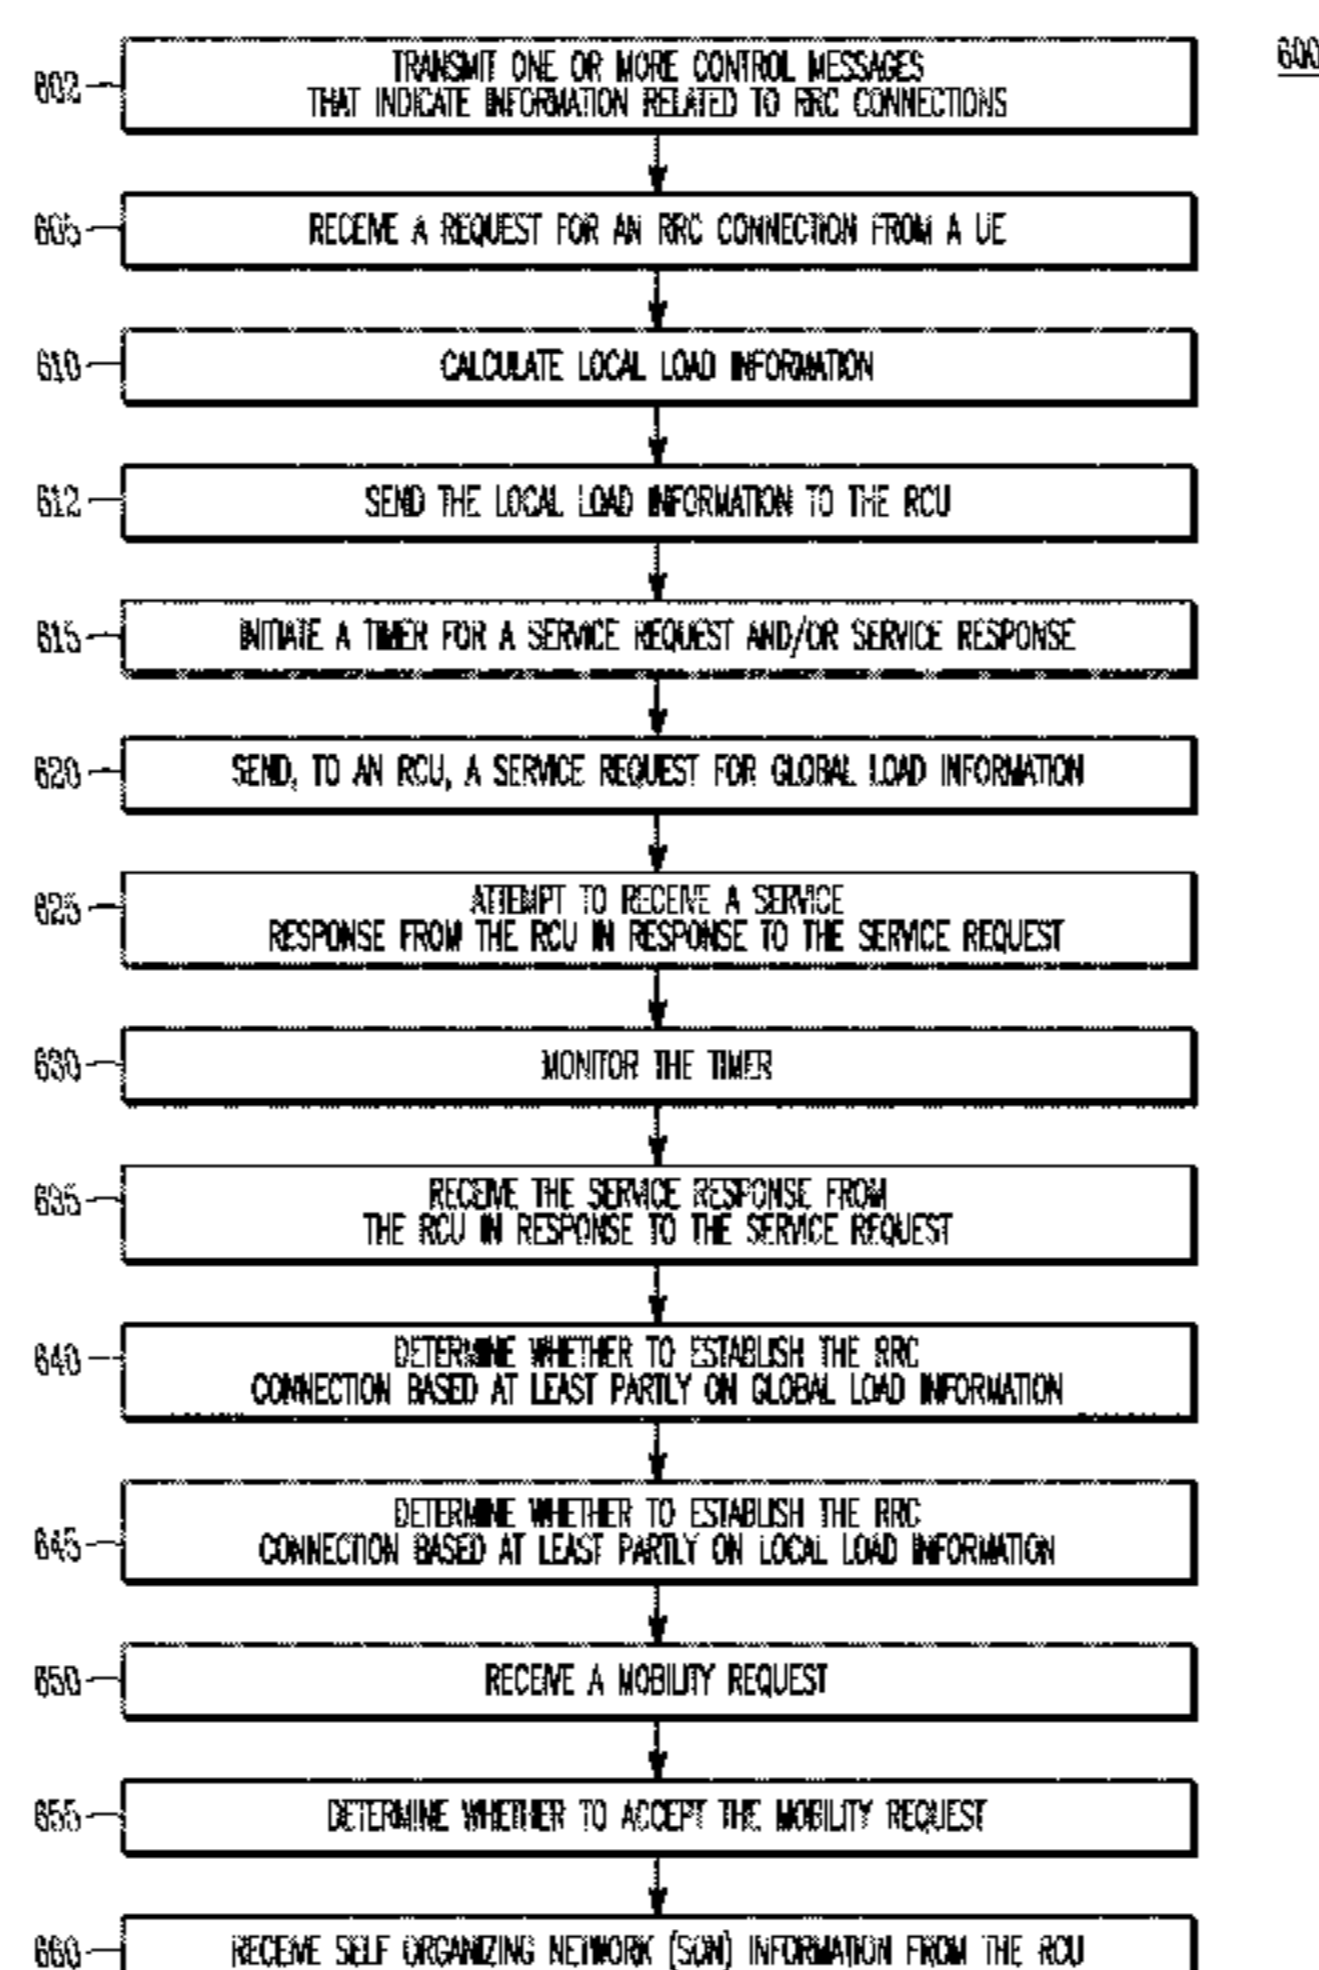 600
602
TRANSMIT ONE OR MORE CONTROL MESSAGES
THAT INDICATE INFORMATION RELATED TO RRC CONNECTIONS
605
RECEIVE A REQUEST FOR AN RRC CONNECTION FROM A UE
610
CALCULATE LOCAL LOAD INFORMATION
612
SEND THE LOCAL LOAD INFORMATION TO THE RCU
615
INITIATE A TIMER FOR A SERVICE REQUEST AND/OR SERVICE RESPONSE
620
SEND, TO AN RCU, A SERVICE REQUEST FOR GLOBAL LOAD INFORMATION
625
ATTEMPT TO RECEIVE A SERVICE
RESPONSE FROM THE RCU IN RESPONSE TO THE SERVICE REQUEST
630
MONITOR THE TIMER
635
RECEIVE THE SERVICE RESPONSE FROM
THE RCU IN RESPONSE TO THE SERVICE REQUEST
640
DETERMINE WHETHER TO ESTABLISH THE RRC
CONNECTION BASED AT LEAST PARTLY ON GLOBAL LOAD INFORMATION
645
DETERMINE WHETHER TO ESTABLISH THE RRC
CONNECTION BASED AT LEAST PARTLY ON LOCAL LOAD INFORMATION
650
RECEIVE A MOBILITY REQUEST
655
DETERMINE WHETHER TO ACCEPT THE MOBILITY REQUEST
660
RECEIVE SELF ORGANIZING NETWORK (SON) INFORMATION FROM THE RCU